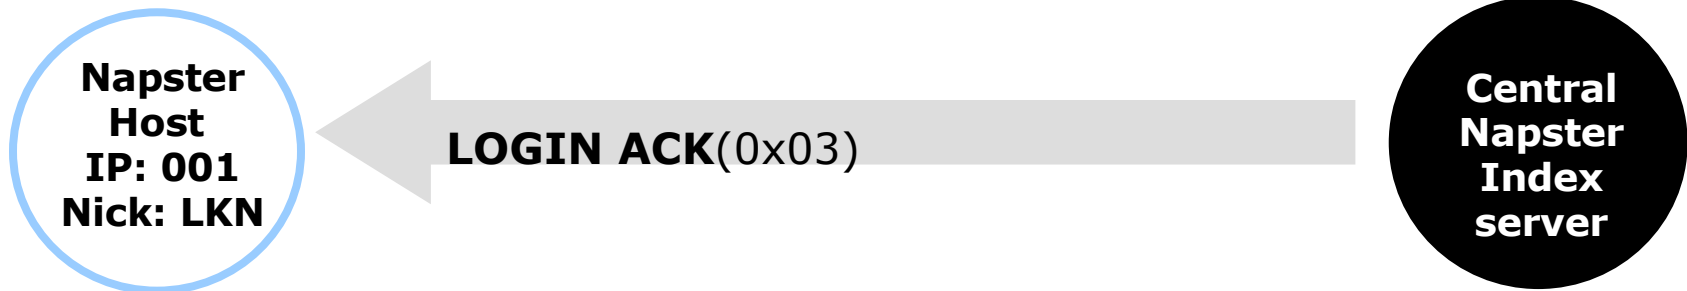 Napster
Host
IP: 001
Nick: LKN
LOGIN ACK(0x03)
Central
Napster
Index
server